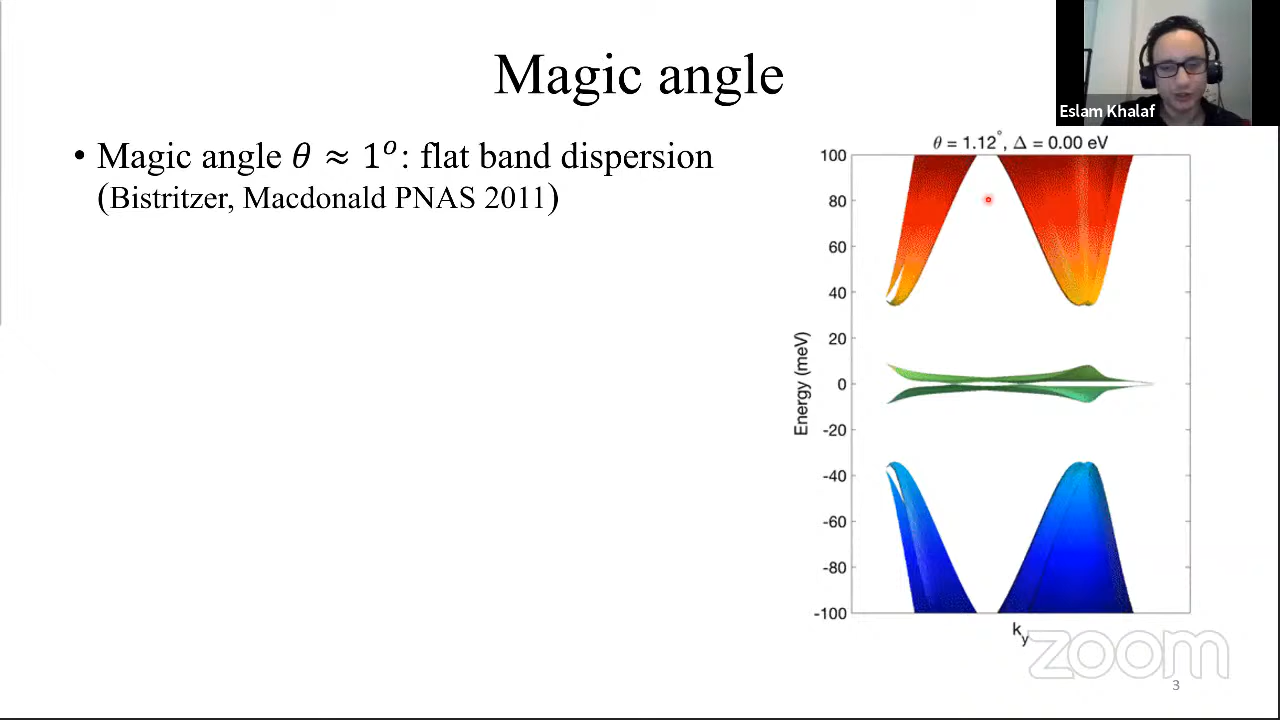 Magic angle
Eslam Khalaf
• Magic angle θ ≈ 1ᵒ: flat band dispersion
(Bistritzer, Macdonald PNAS 2011)
θ = 1.12°, Δ = 0.00 eV
100
80
60
40
20
0
-20
-40
-60
-80
-100
Energy (meV)
k_y
zoom
3